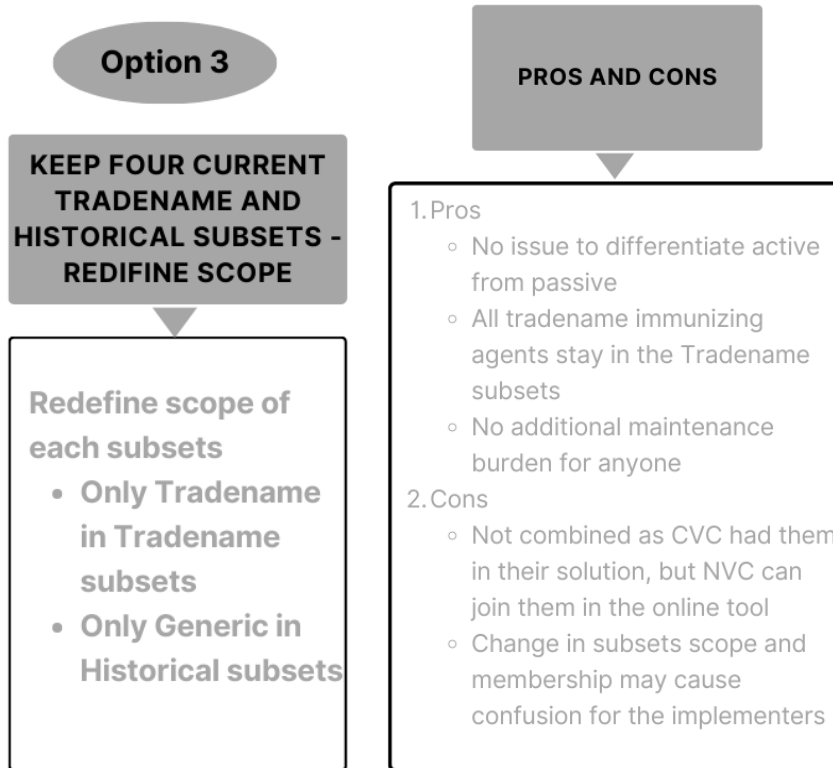 Option 3
KEEP FOUR CURRENT
TRADENAME AND
HISTORICAL SUBSETS -
REDIFINE SCOPE
Redefine scope of
each subsets
• Only Tradename
in Tradename
subsets
• Only Generic in
Historical subsets
PROS AND CONS
1. Pros
◦ No issue to differentiate active
from passive
◦ All tradename immunizing
agents stay in the Tradename
subsets
◦ No additional maintenance
burden for anyone
2. Cons
◦ Not combined as CVC had them
in their solution, but NVC can
join them in the online tool
◦ Change in subsets scope and
membership may cause
confusion for the implementers